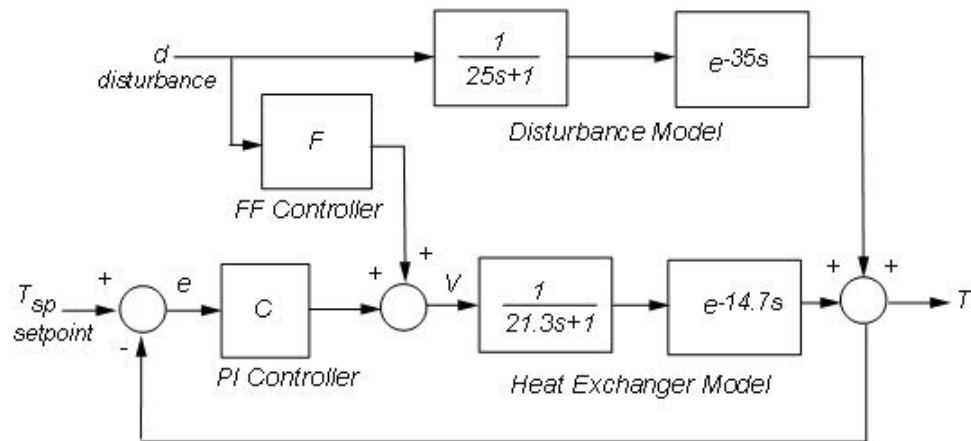 d
disturbance
1
25s+1
e-35s
Disturbance Model
F
FF Controller
+
+
+
+
+
Tsp
setpoint
-
e
C
PI Controller
V
1
21.3s+1
e-14.7s
Heat Exchanger Model
T